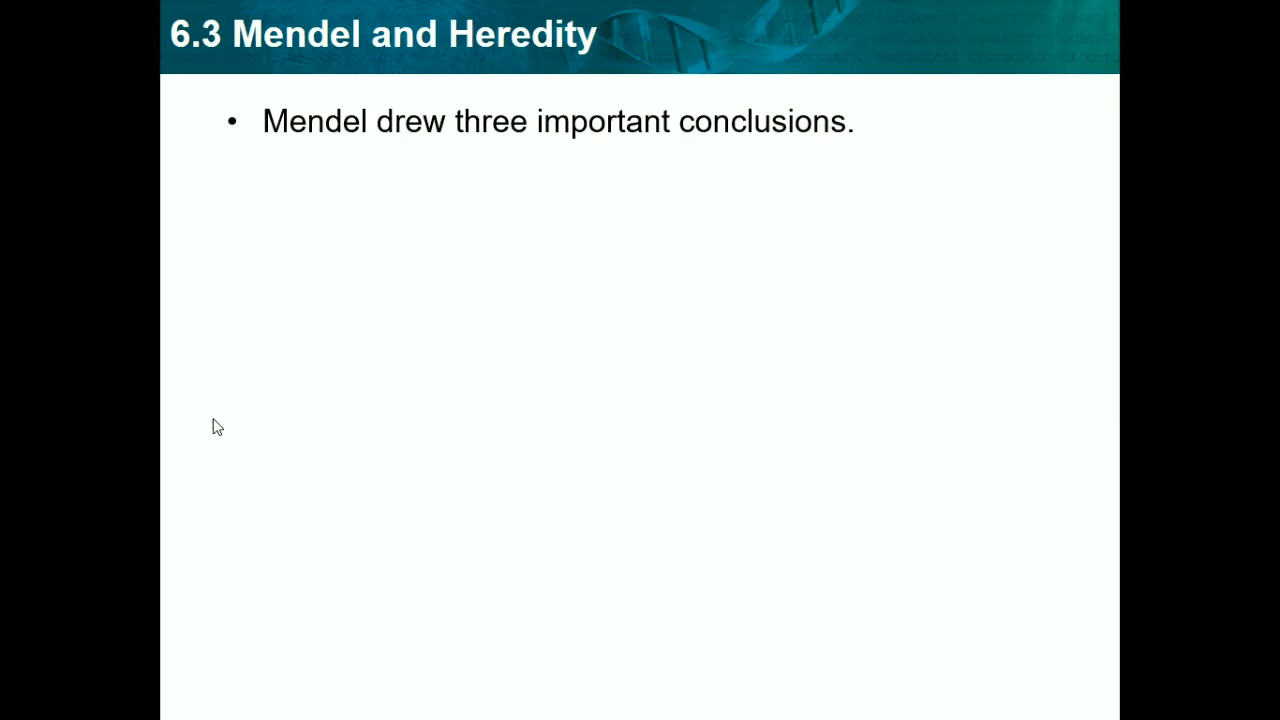 6.3 Mendel and Heredity
• Mendel drew three important conclusions.